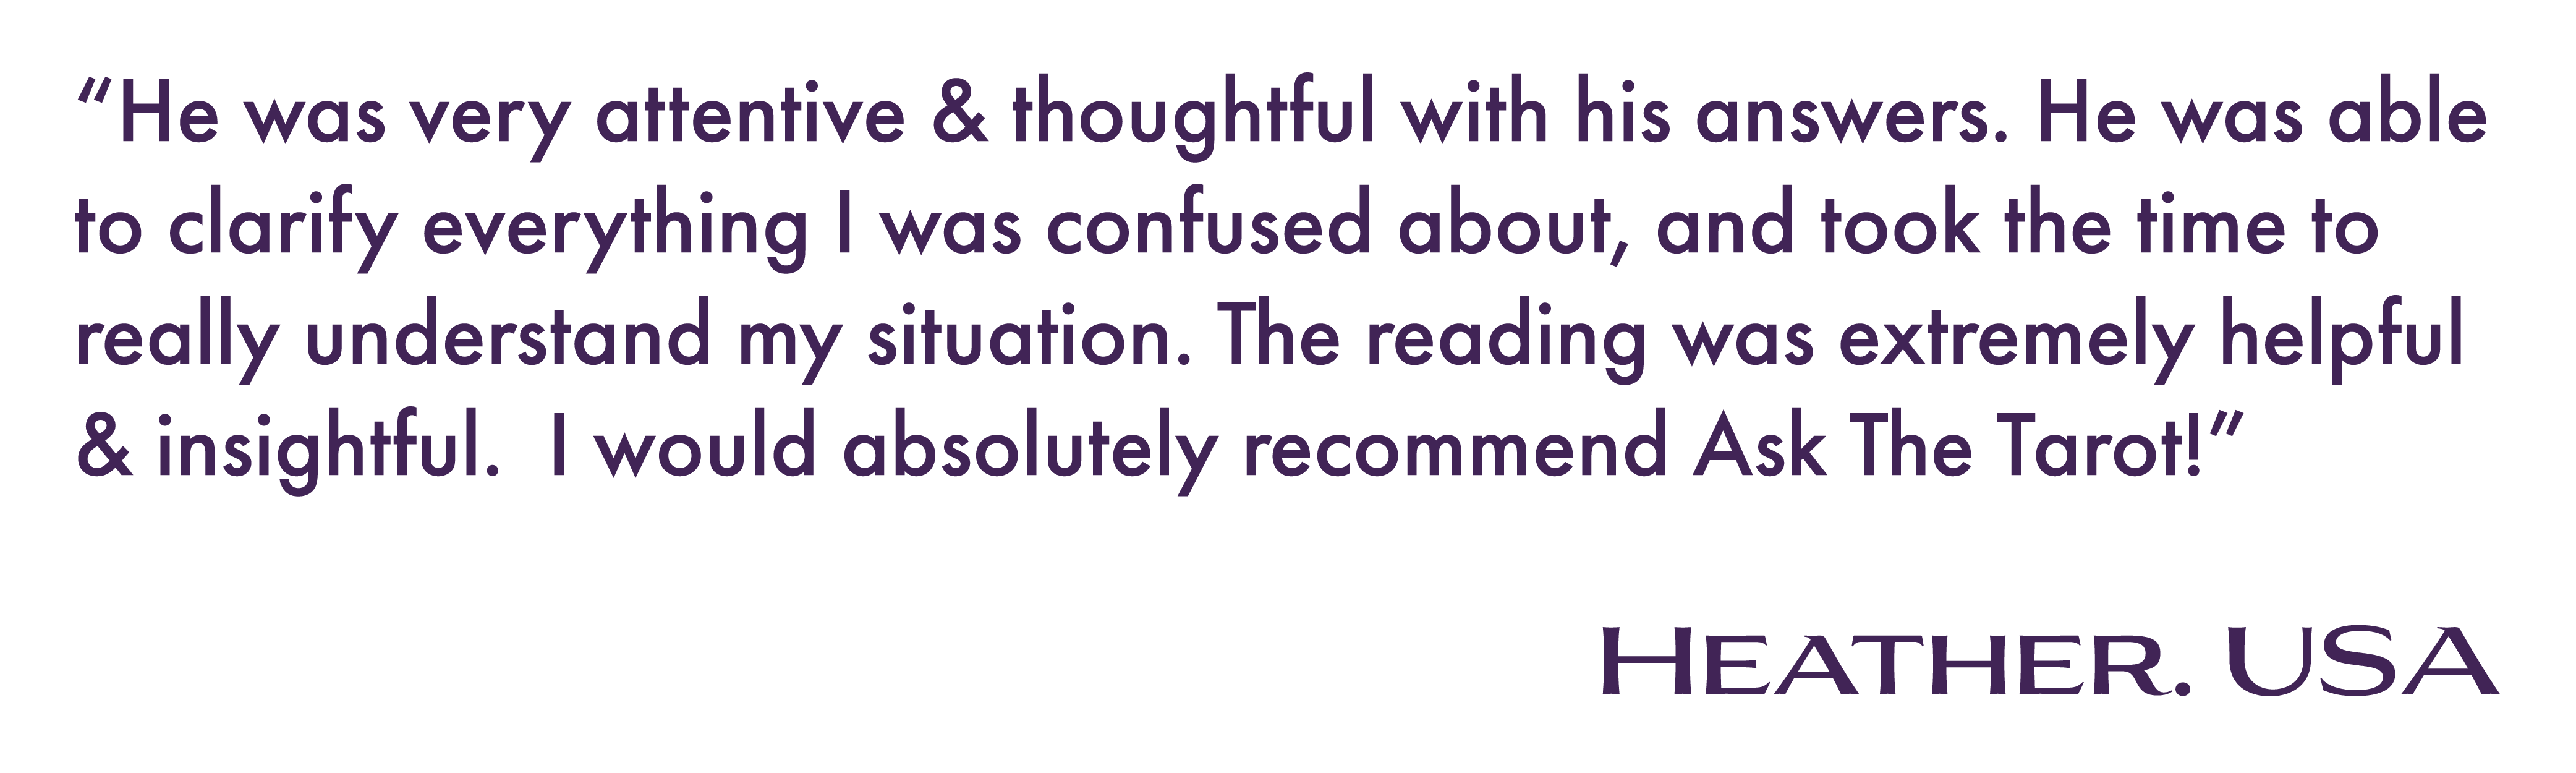 “He was very attentive & thoughtful with his answers. He was able
to clarify everything I was confused about, and took the time to
really understand my situation. The reading was extremely helpful
& insightful.  I would absolutely recommend Ask The Tarot!”
HEATHER. USA